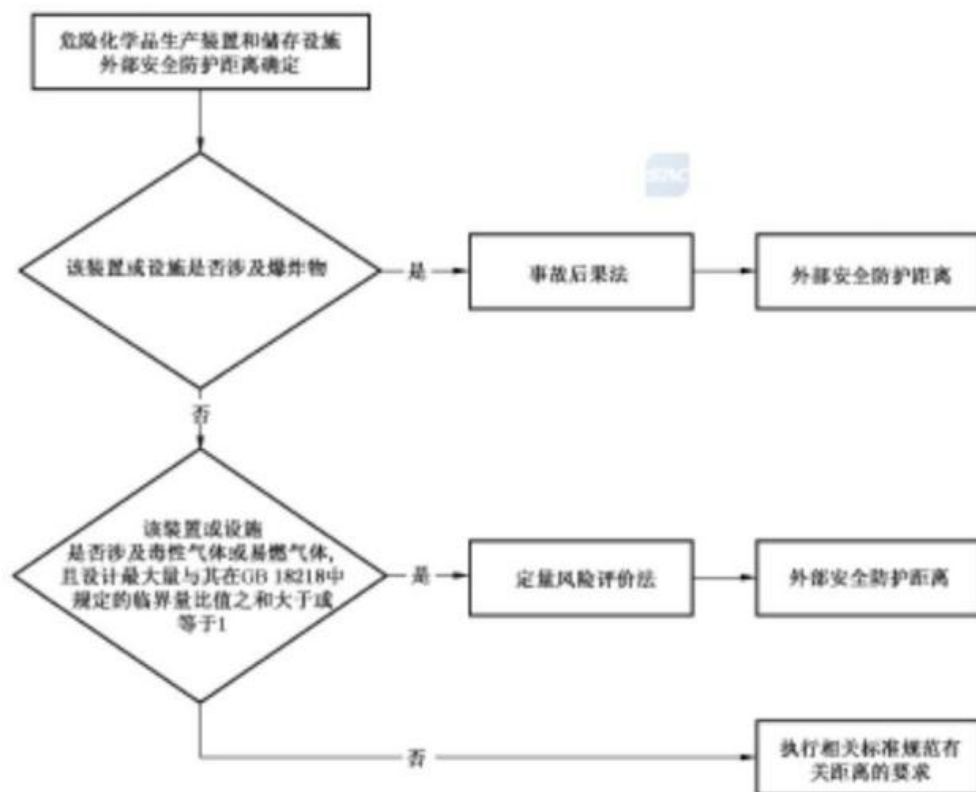 危险化学品生产装置和储存设施
外部安全防护距离确定
SAC
该装置或设施是否涉及爆炸物
是
事故后果法
外部安全防护距离
否
该装置或设施
是否涉及毒性气体或易燃气体,
且设计最大量与其在GB 18218中
规定的临界量比值之和大于或
等于1
是
定量风险评价法
外部安全防护距离
否
执行相关标准规范有
关距离的要求